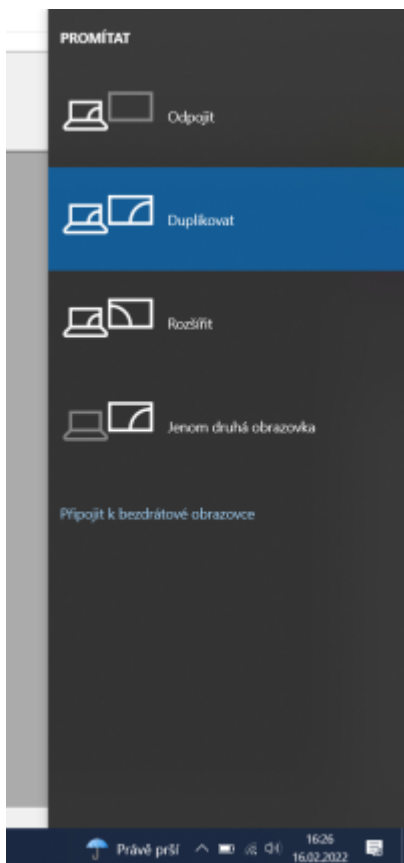 PROMÍTAT
Odpojit
Duplikovat
Rozšířit
Jenom druhá obrazovka
Připojit k bezdrátové obrazovce
Právě prší
16:26
16.02.2022